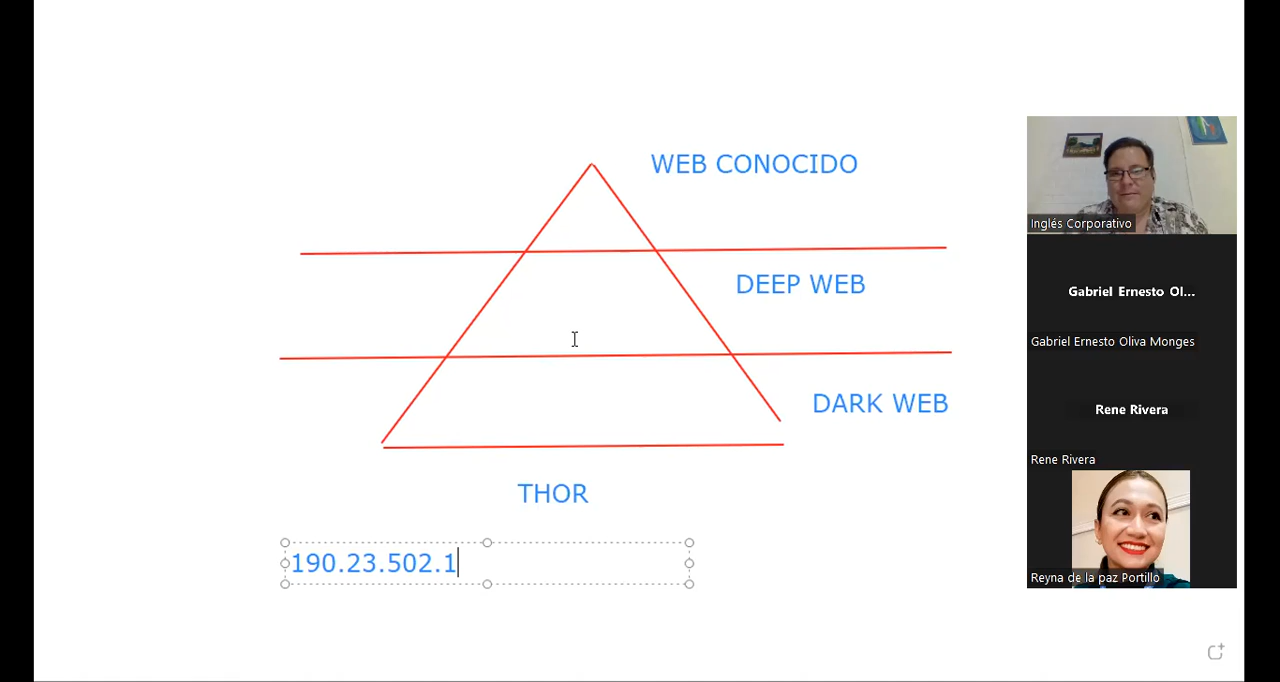 WEB CONOCIDO
DEEP WEB
DARK WEB
THOR
190.23.502.1
Inglés Corporativo
Gabriel Ernesto Ol...
Gabriel Ernesto Oliva Monges
Rene Rivera
Rene Rivera
Reyna de la paz Portillo